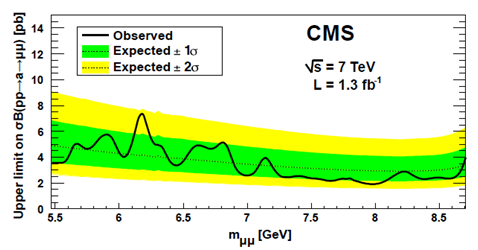 Upper limit on σB(pp→a→μμ) [pb]
14
12
10
8
6
4
2
0
Observed
Expected ± 1σ
Expected ± 2σ
CMS
√s = 7 TeV
L = 1.3 fb⁻¹
5.5 6 6.5 7 7.5 8 8.5
mμμ [GeV]